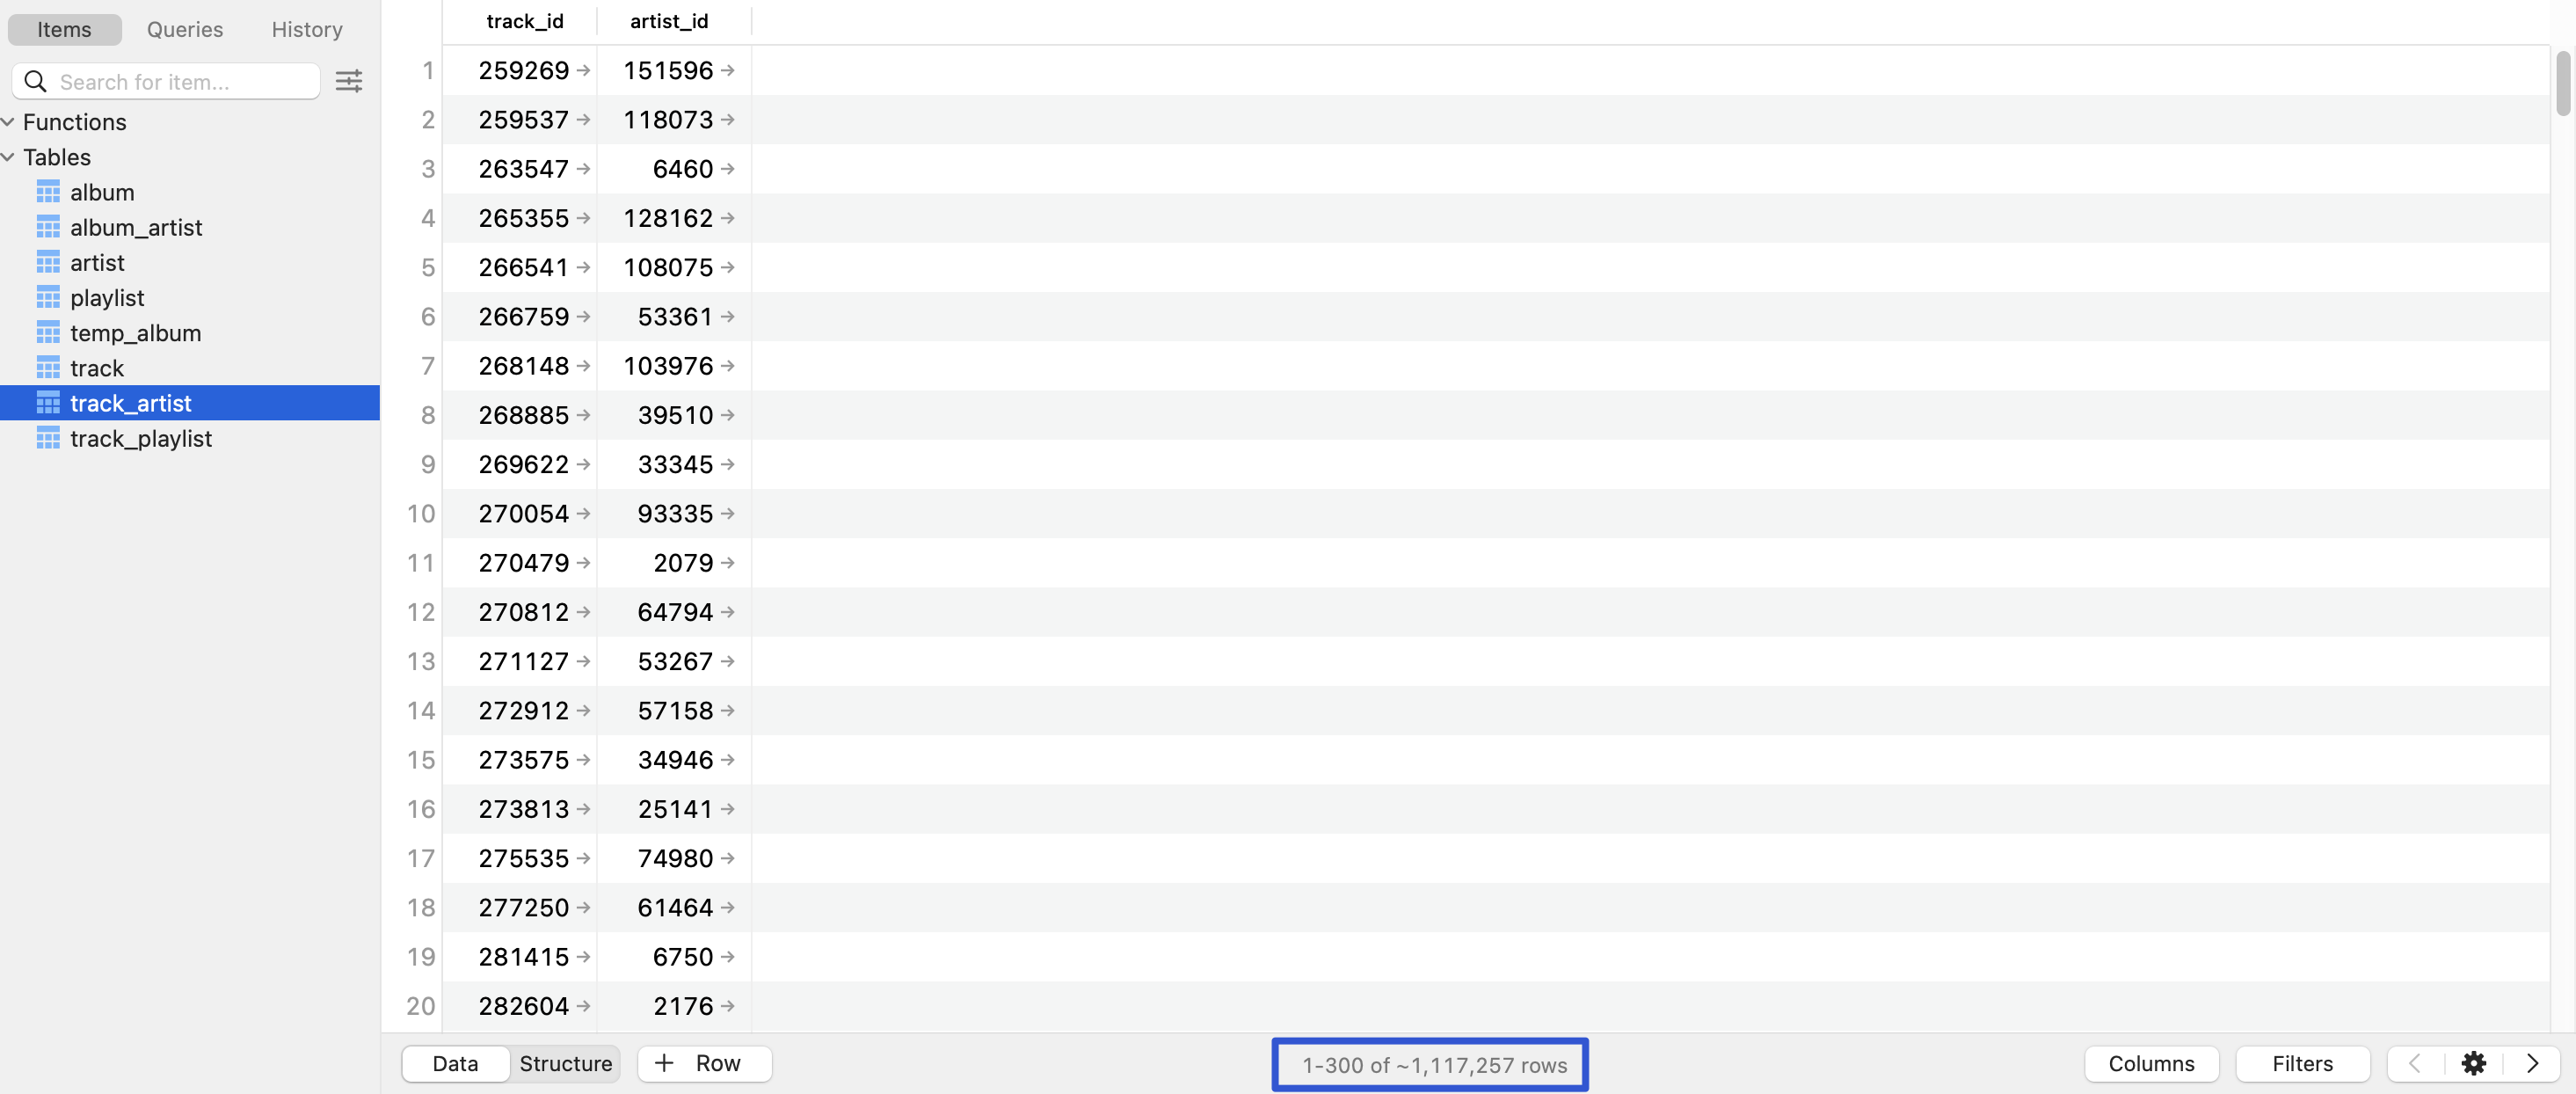 Items Queries History
Search for item...
Functions
Tables
album
album_artist
artist
playlist
temp_album
track
track_artist
track_playlist
track_id artist_id
1 259269 → 151596 →
2 259537 → 118073 →
3 263547 → 6460 →
4 265355 → 128162 →
5 266541 → 108075 →
6 266759 → 53361 →
7 268148 → 103976 →
8 268885 → 39510 →
9 269622 → 33345 →
10 270054 → 93335 →
11 270479 → 2079 →
12 270812 → 64794 →
13 271127 → 53267 →
14 272912 → 57158 →
15 273575 → 34946 →
16 273813 → 25141 →
17 275535 → 74980 →
18 277250 → 61464 →
19 281415 → 6750 →
20 282604 → 2176 →
Data Structure + Row 1-300 of ~1,117,257 rows Columns Filters